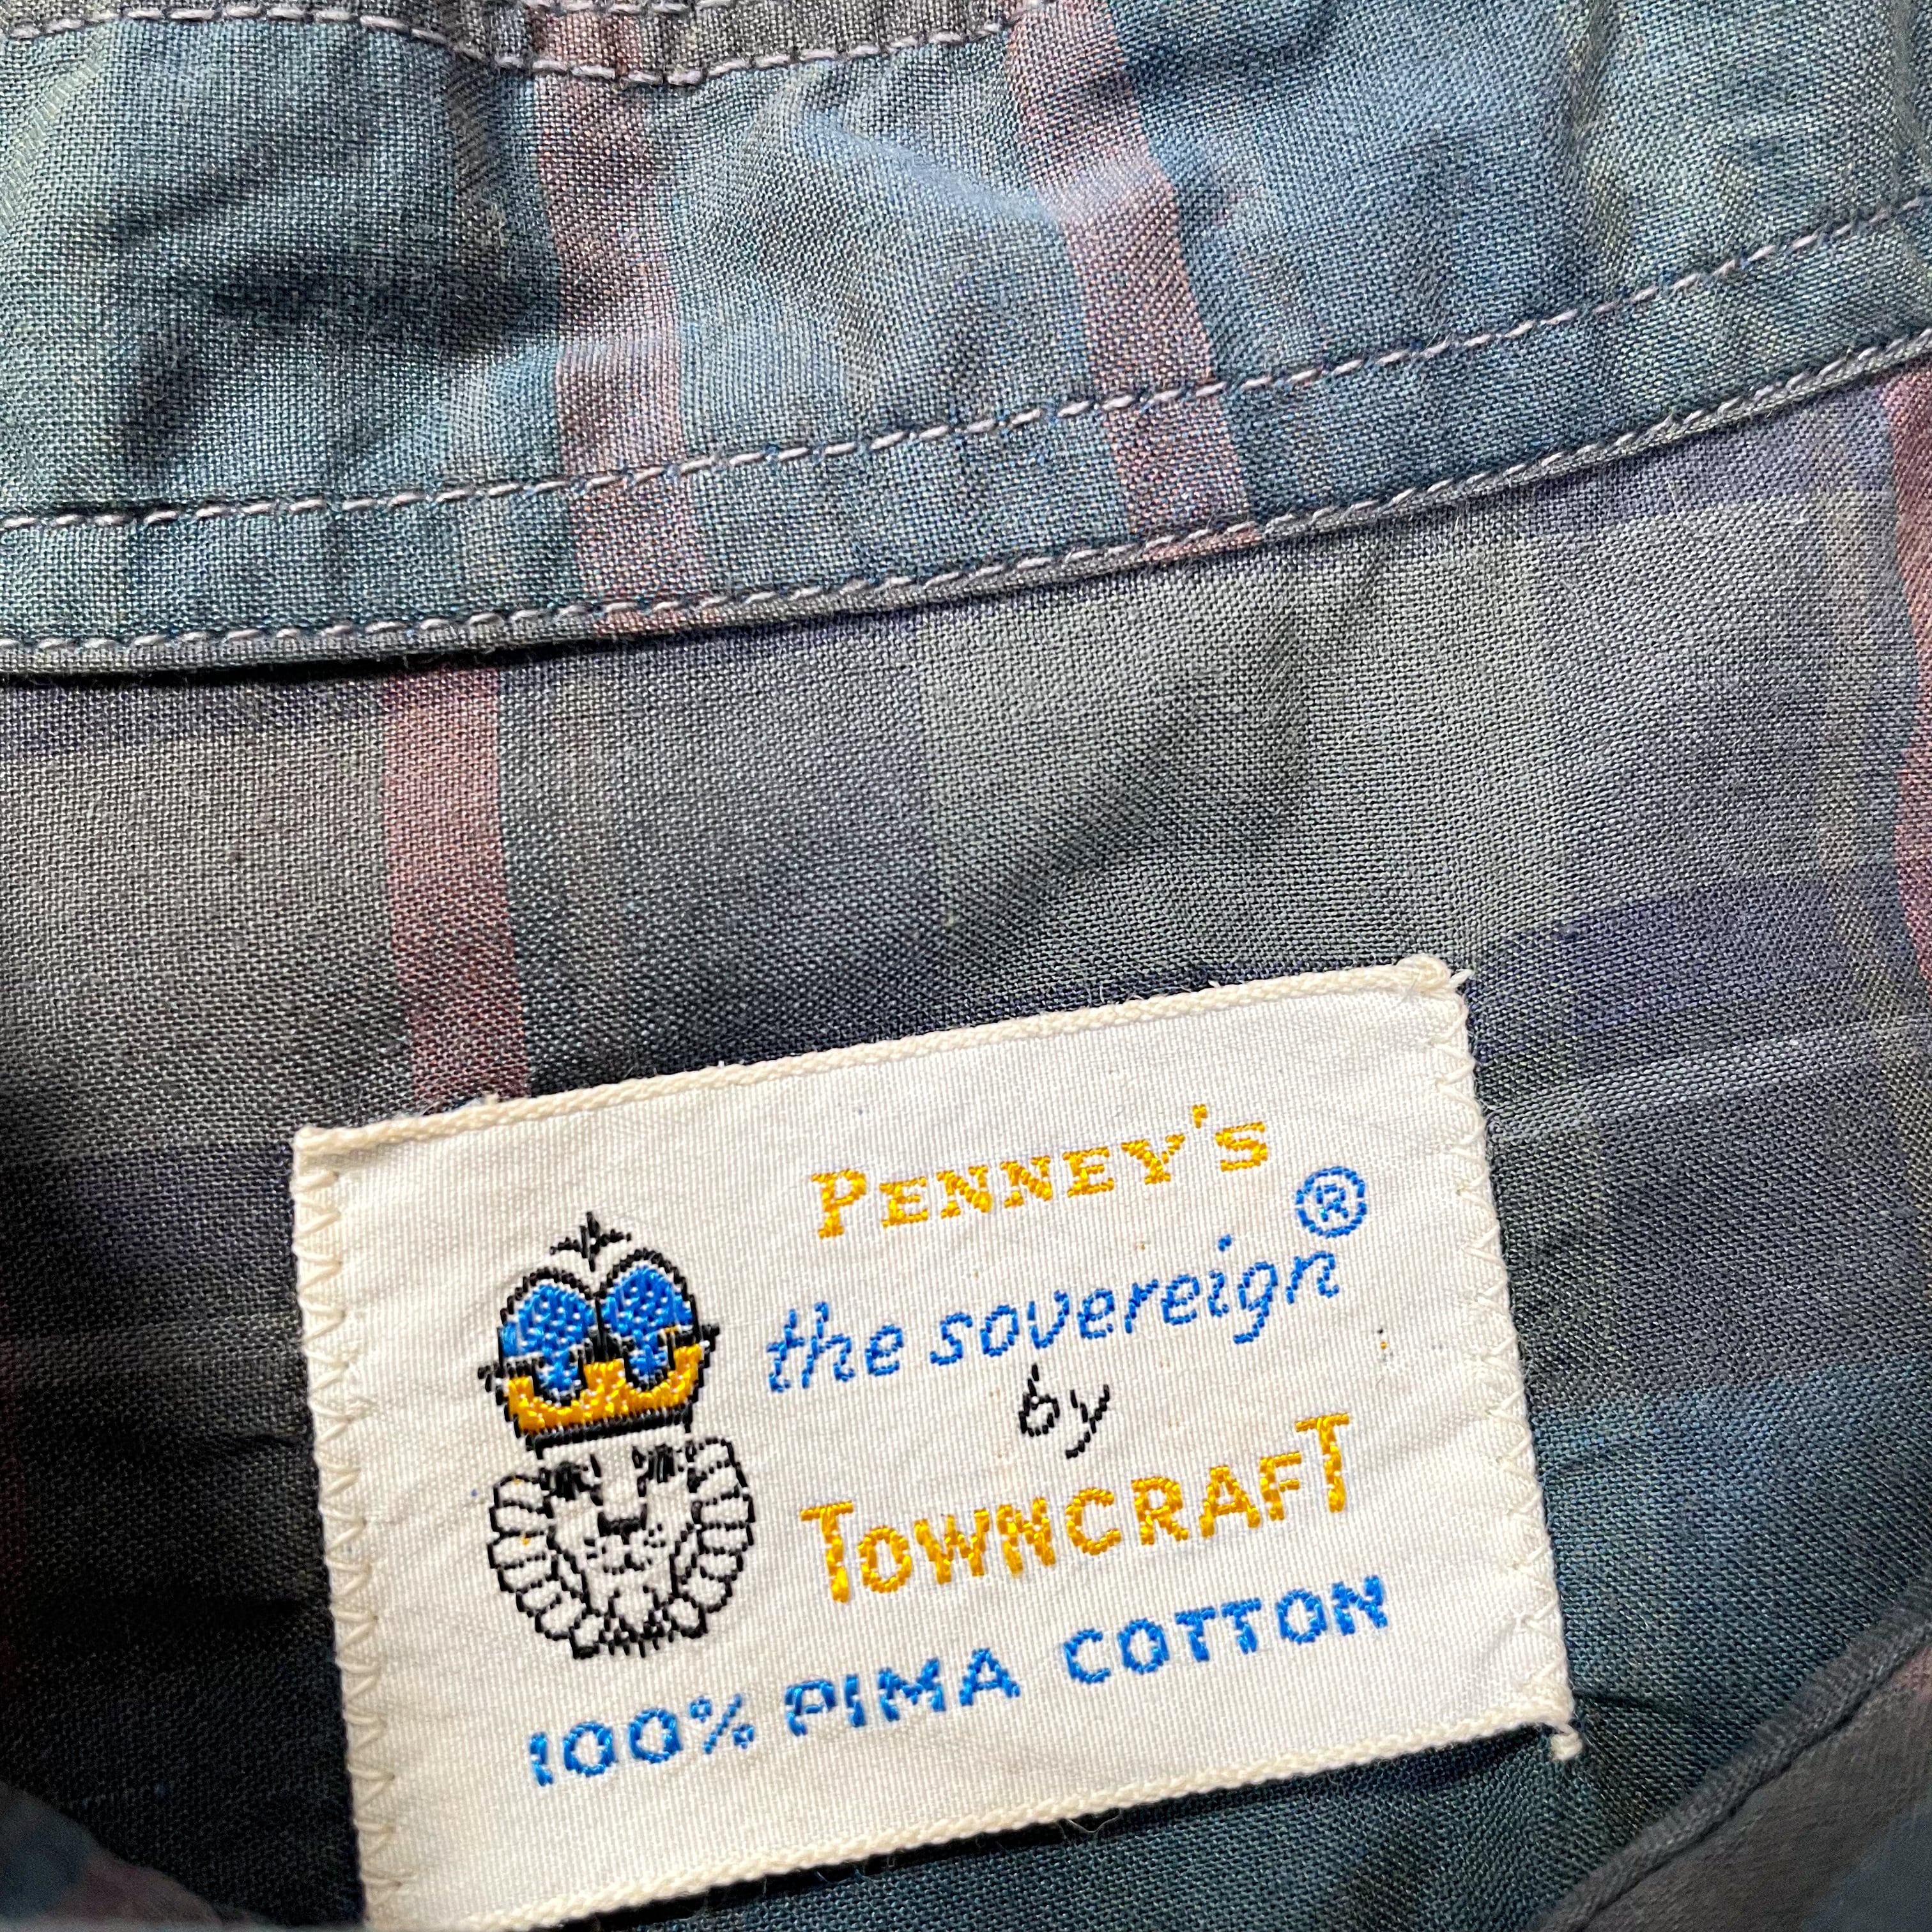 PENNEY'S
the sovereign ®
by
TOWNCRAFT
100% PIMA COTTON